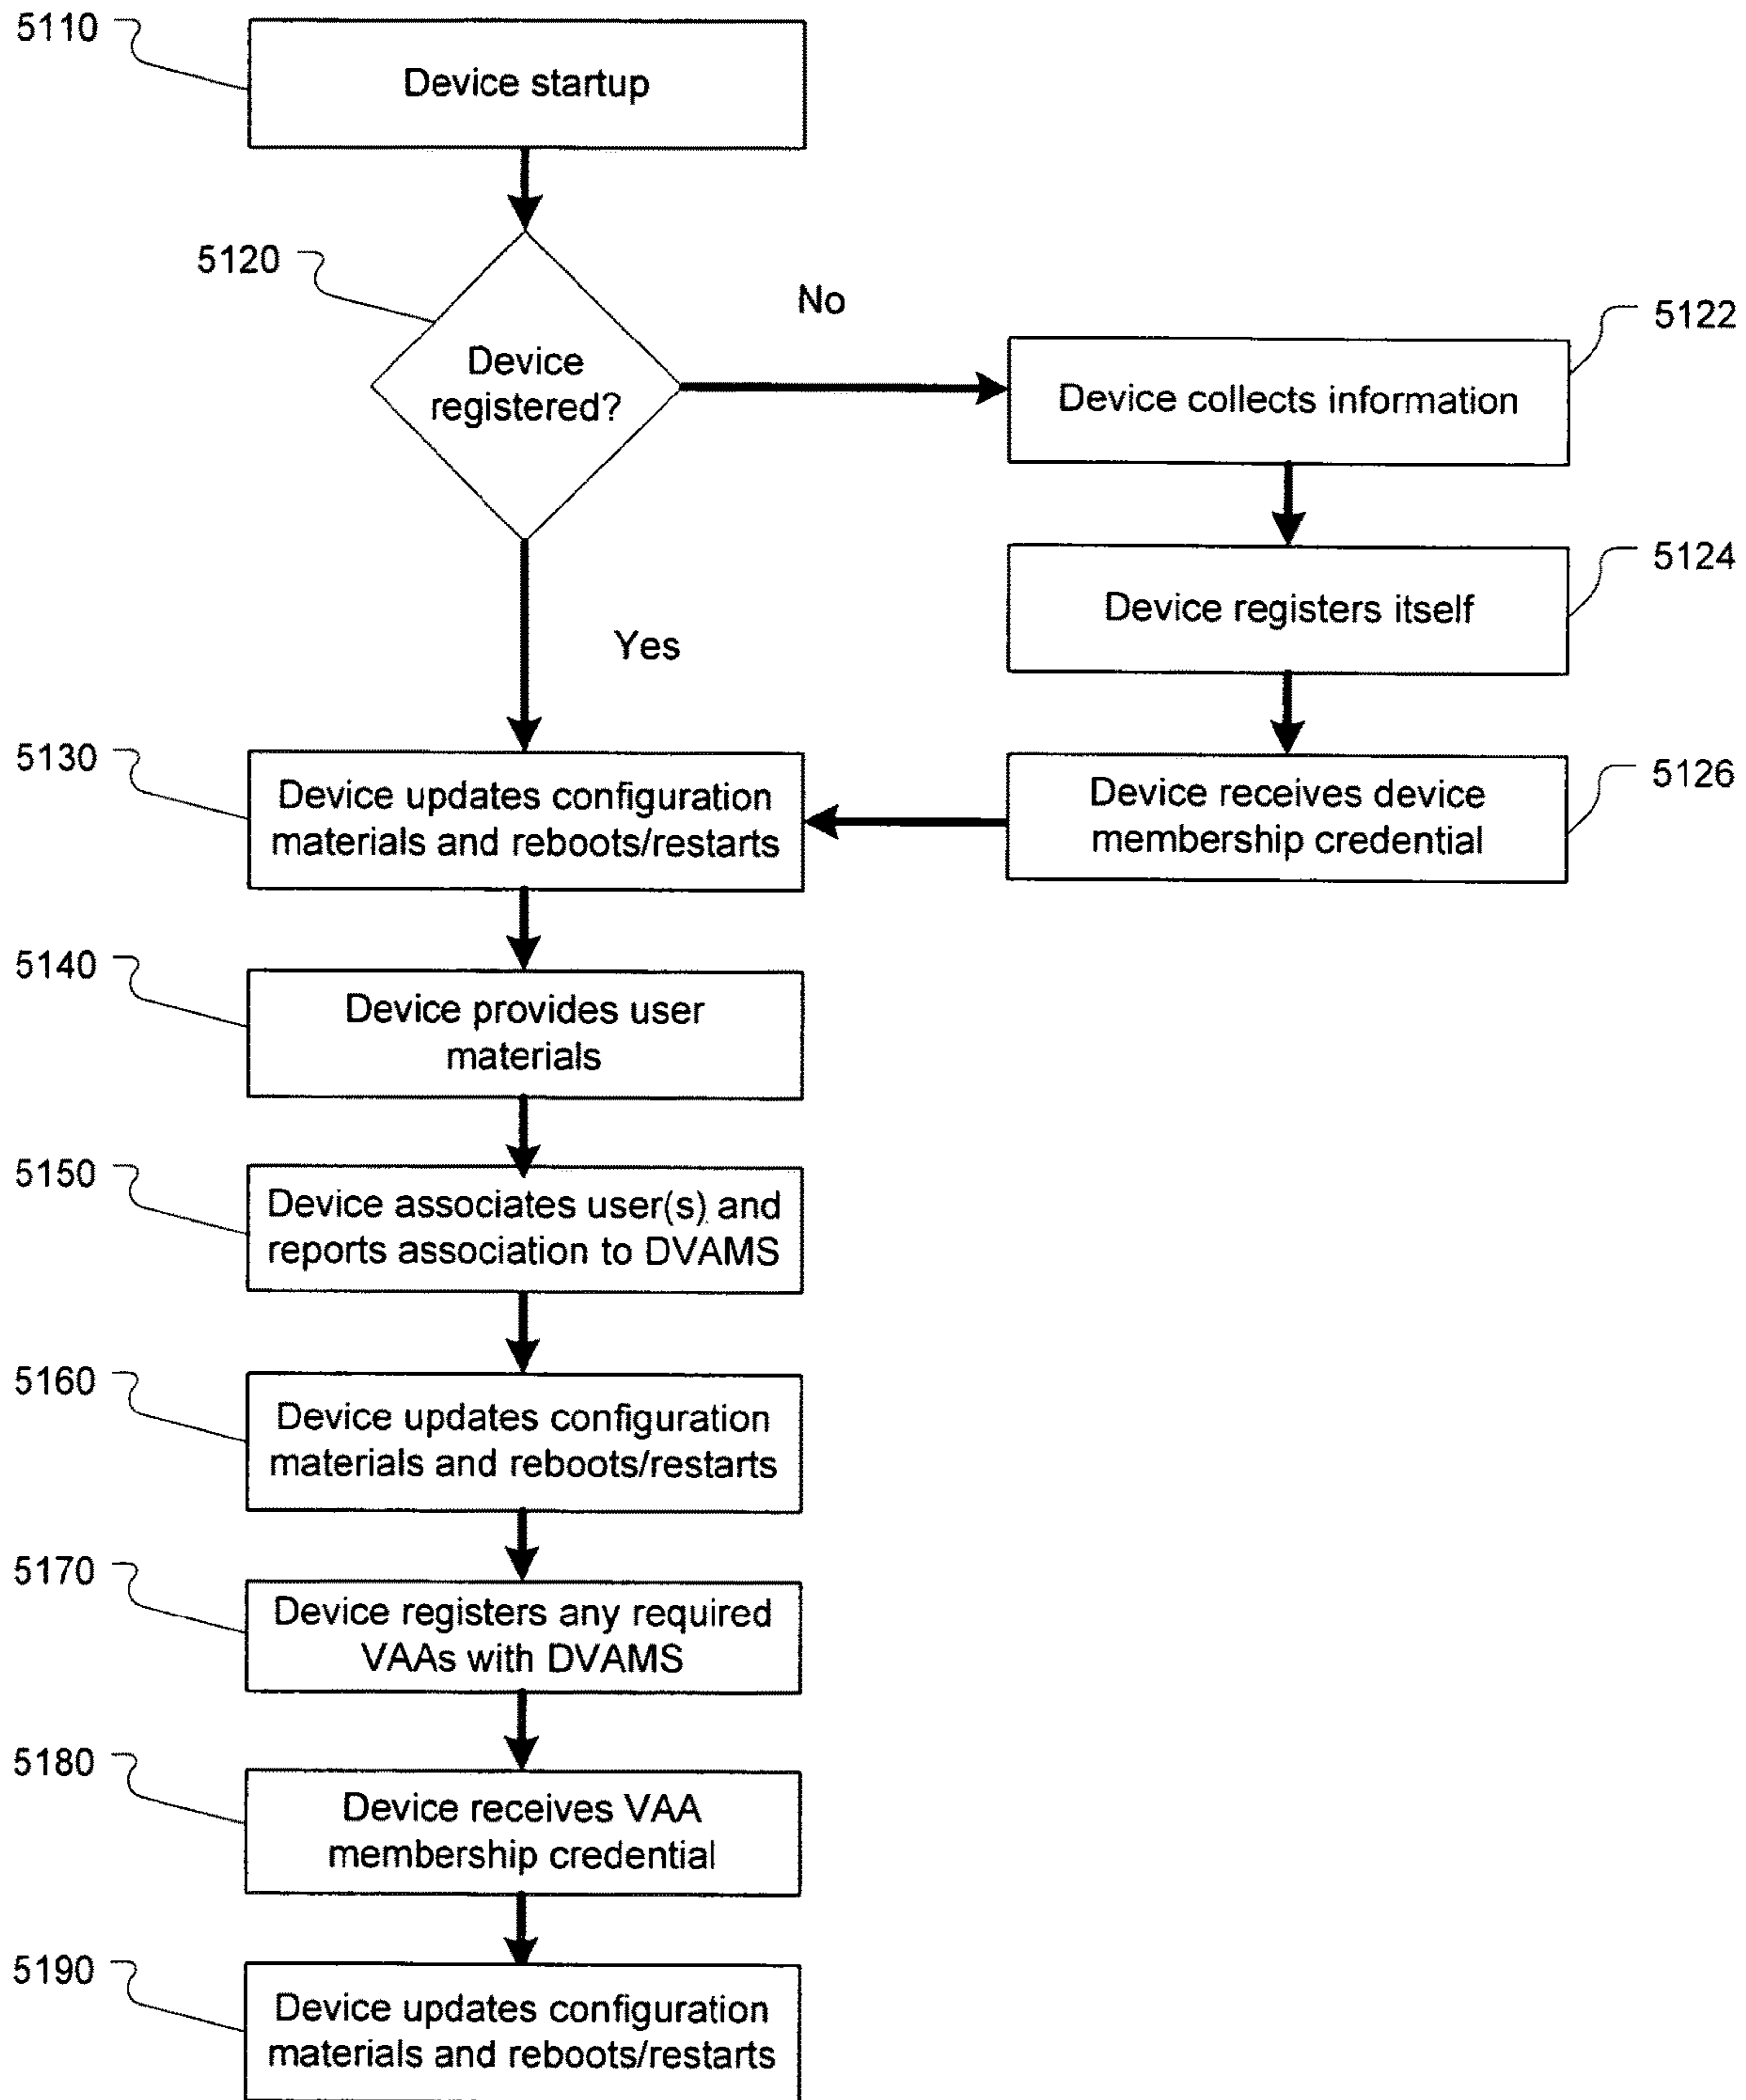 5110
Device startup
5120
Device
registered?
No
5122
Device collects information
5124
Device registers itself
Yes
5126
Device receives device
membership credential
5130
Device updates configuration
materials and reboots/restarts
5140
Device provides user
materials
5150
Device associates user(s) and
reports association to DVAMS
5160
Device updates configuration
materials and reboots/restarts
5170
Device registers any required
VAAs with DVAMS
5180
Device receives VAA
membership credential
5190
Device updates configuration
materials and reboots/restarts